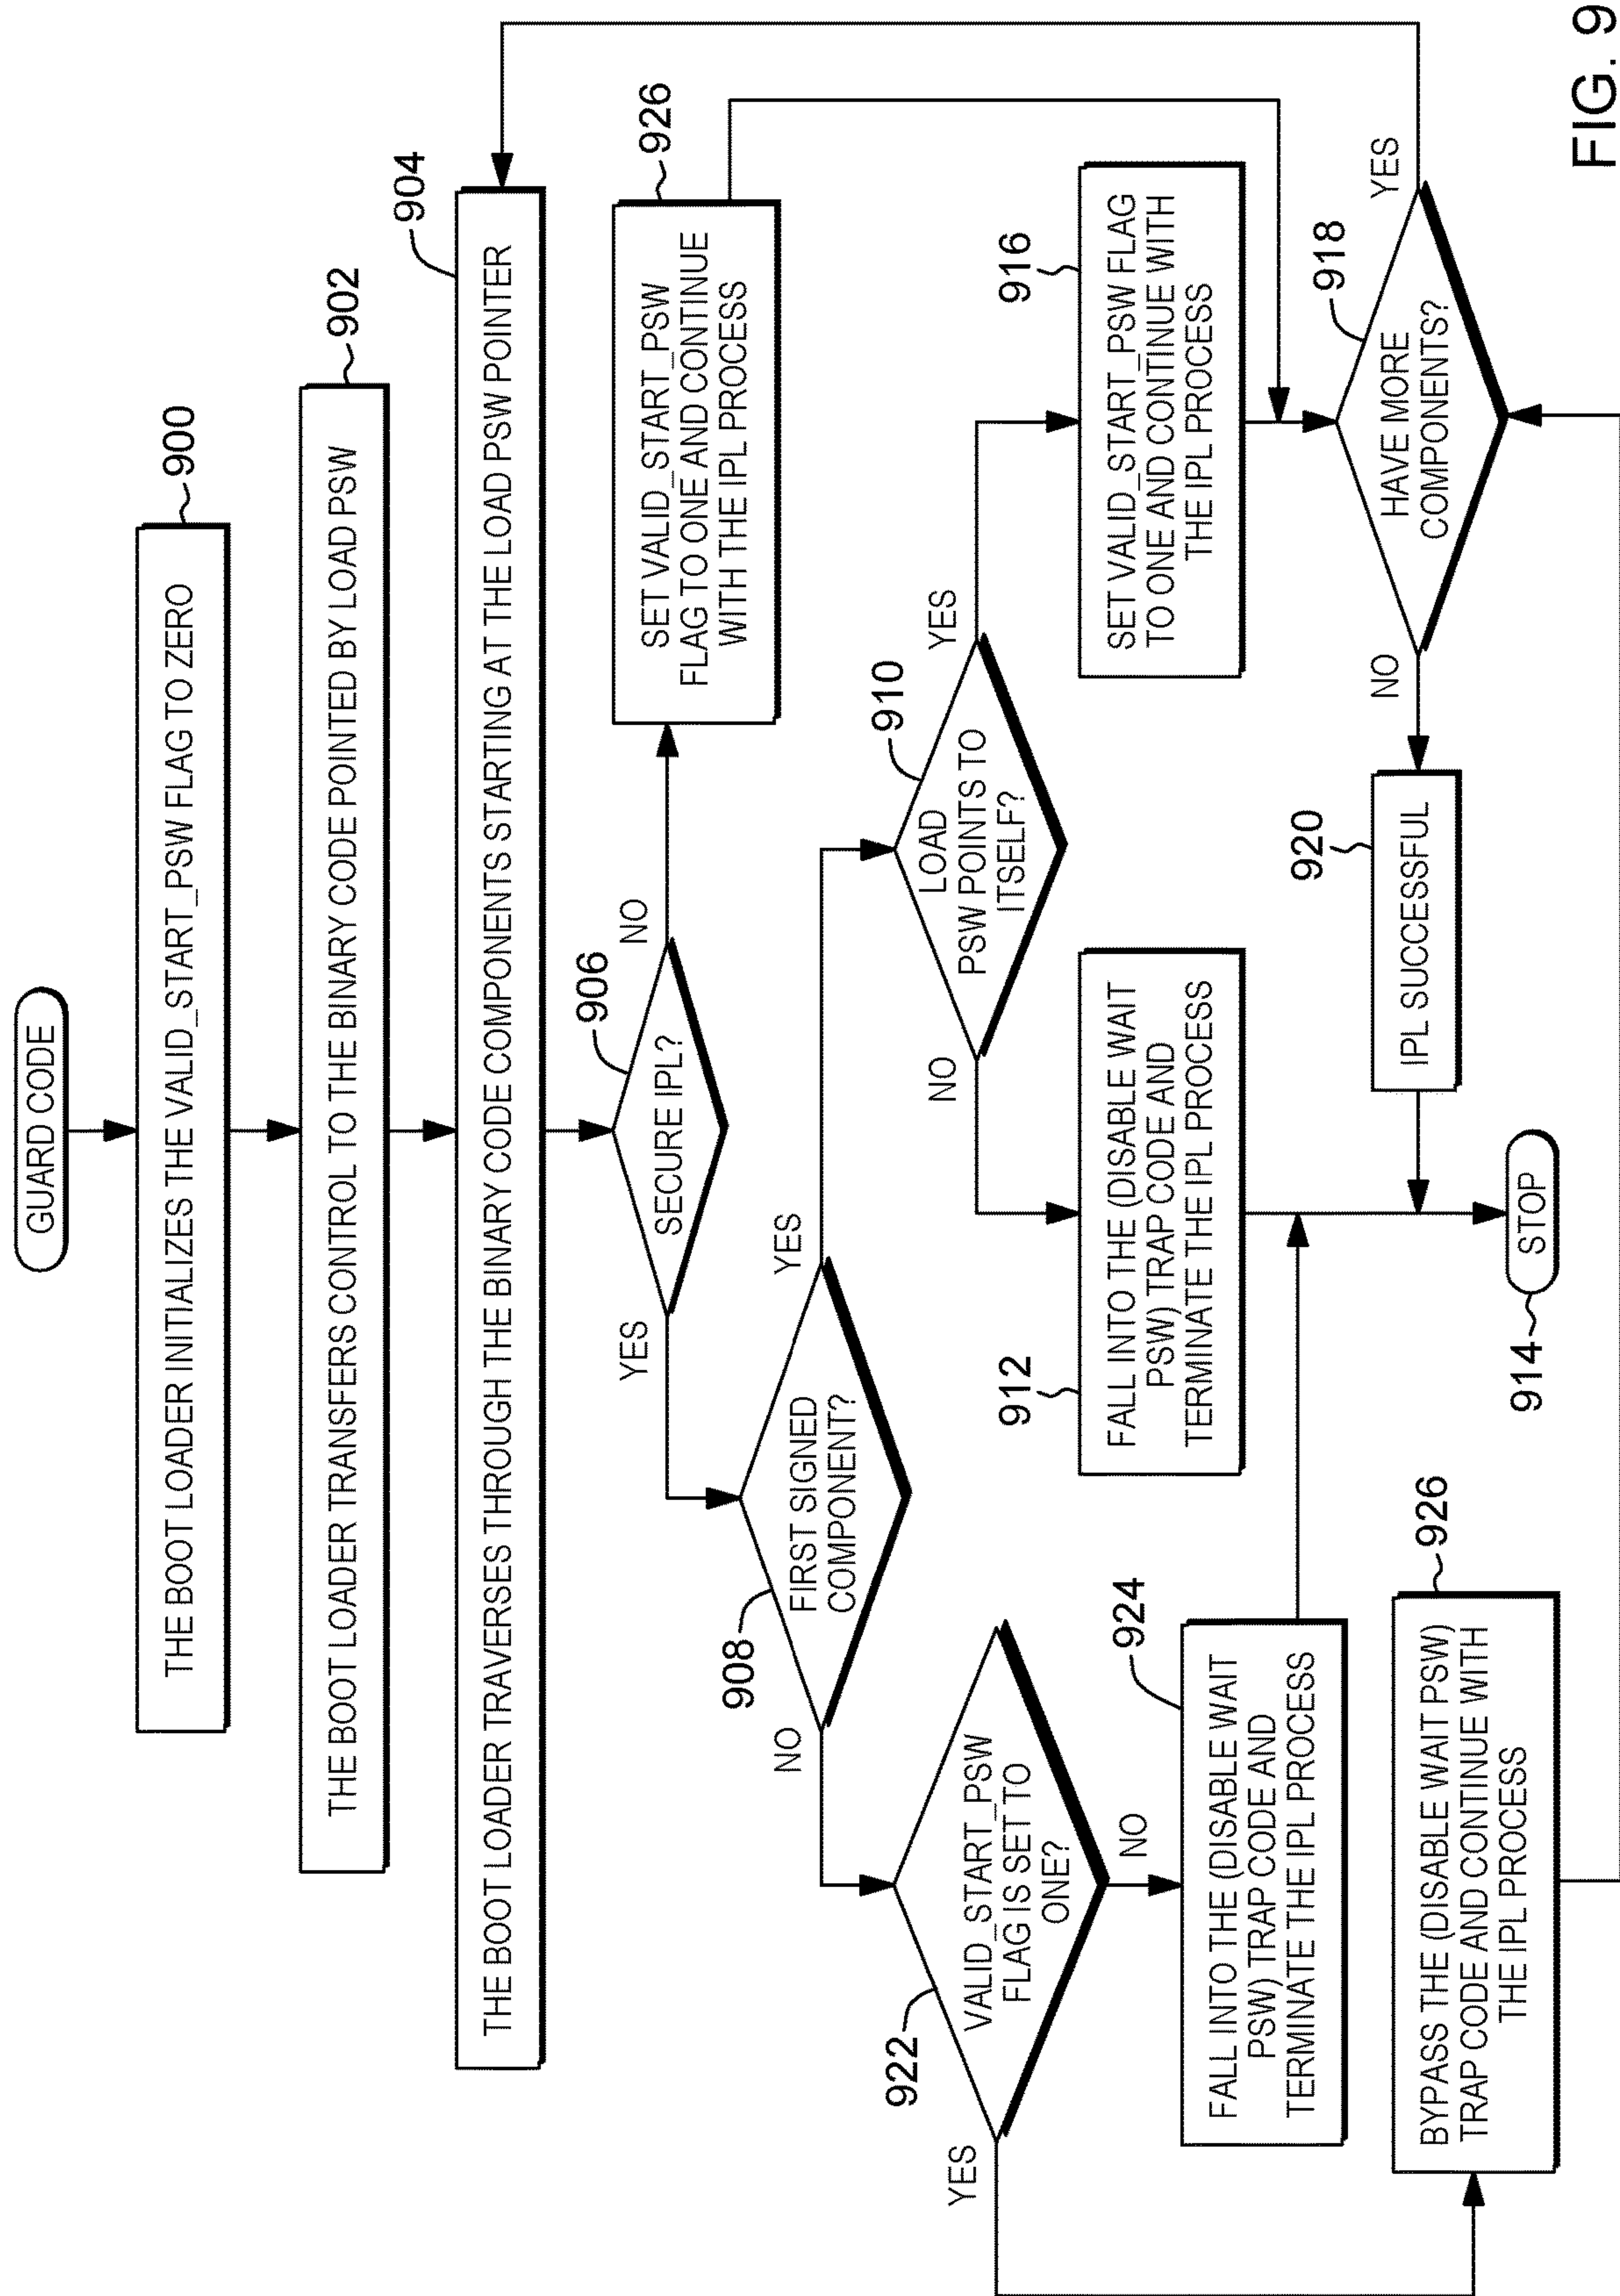 GUARD CODE
THE BOOT LOADER INITIALIZES THE VALID_START_PSW FLAG TO ZERO
900
THE BOOT LOADER TRANSFERS CONTROL TO THE BINARY CODE POINTED BY LOAD PSW
902
THE BOOT LOADER TRAVERSES THROUGH THE BINARY CODE COMPONENTS STARTING AT THE LOAD PSW POINTER
904
SECURE IPL?
906
YES
NO
SET VALID_START_PSW
FLAG TO ONE AND CONTINUE
WITH THE IPL PROCESS
926
FIRST SIGNED
COMPONENT?
908
NO
YES
VALID_START_PSW
FLAG IS SET TO
ONE?
922
YES
NO
LOAD
PSW POINTS TO
ITSELF?
910
NO
YES
FALL INTO THE (DISABLE WAIT
PSW) TRAP CODE AND
TERMINATE THE IPL PROCESS
924
FALL INTO THE (DISABLE WAIT
PSW) TRAP CODE AND
TERMINATE THE IPL PROCESS
912
SET VALID_START_PSW FLAG
TO ONE AND CONTINUE WITH
THE IPL PROCESS
916
BYPASS THE (DISABLE WAIT PSW)
TRAP CODE AND CONTINUE WITH
THE IPL PROCESS
926
HAVE MORE
COMPONENTS?
918
NO
YES
IPL SUCCESSFUL
920
STOP
914
FIG. 9